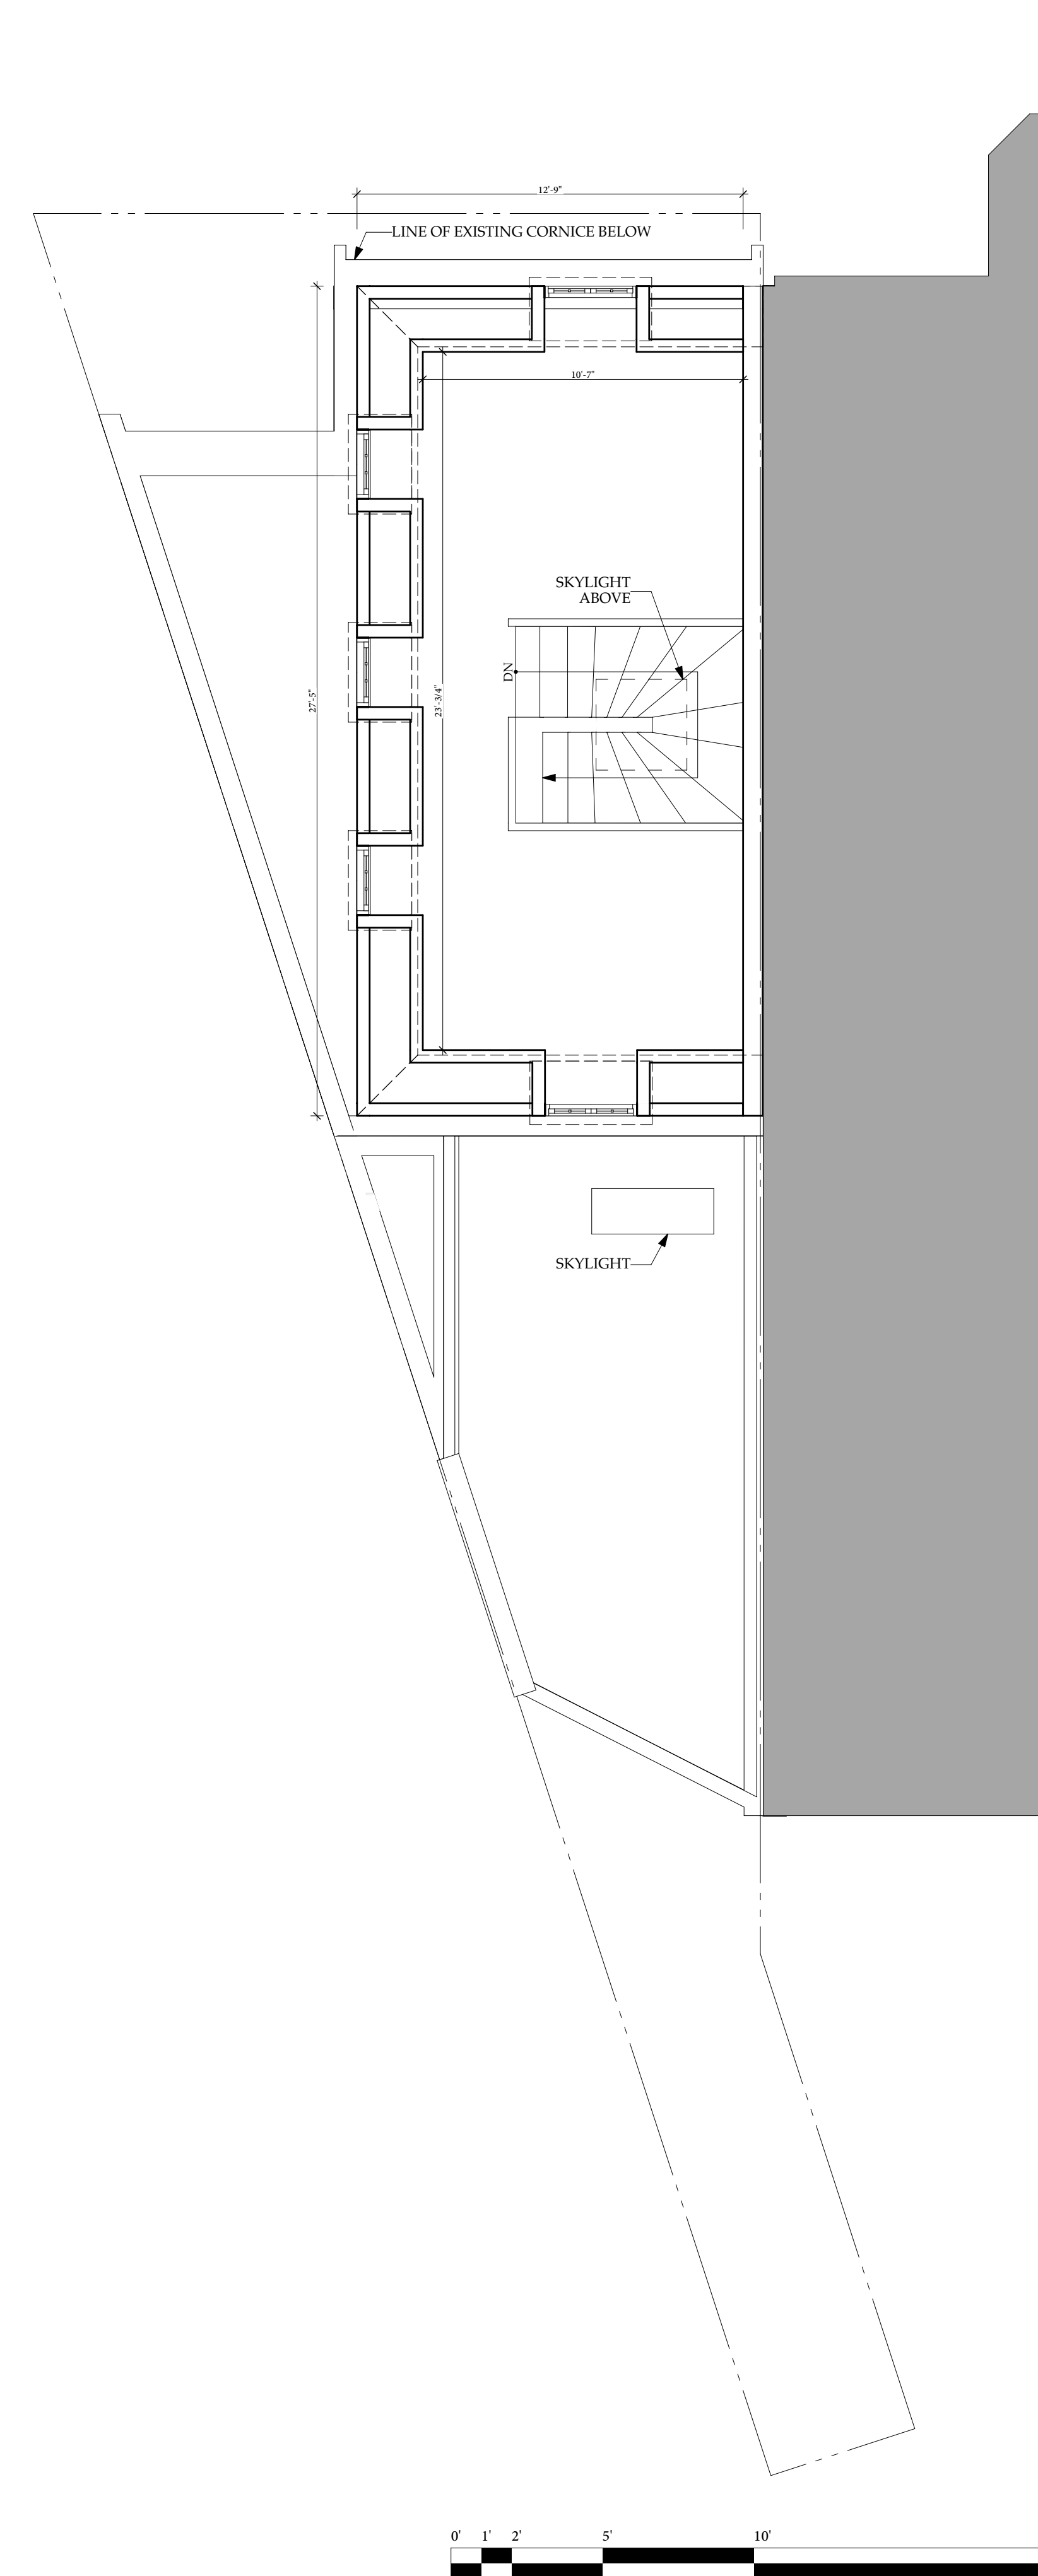 12'-9"
LINE OF EXISTING CORNICE BELOW
10'-7"
SKYLIGHT
ABOVE
DN
27'-5"
23'-3/4"
SKYLIGHT
0' 1' 2' 5' 10'